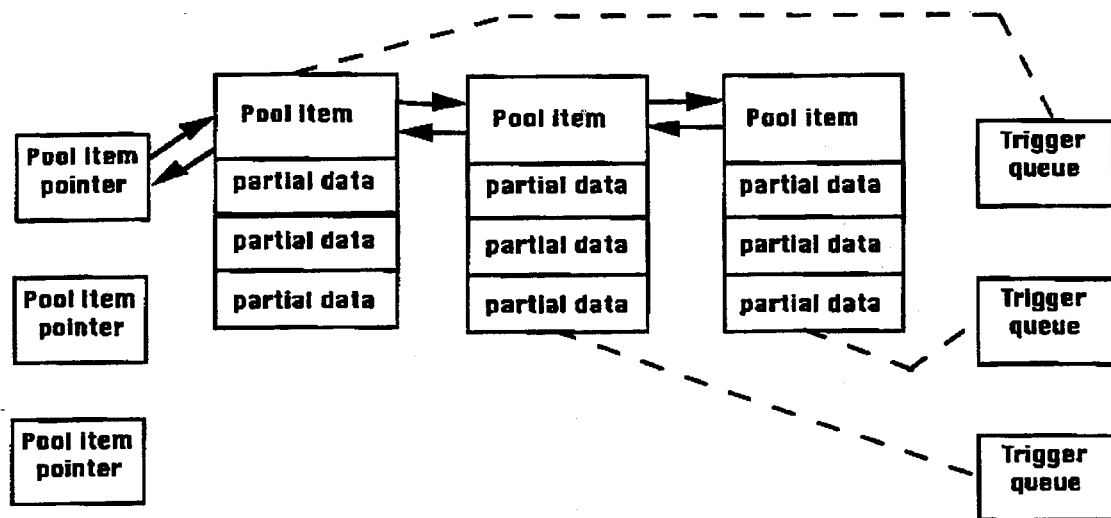 Pool item
pointer
Pool item
partial data
partial data
partial data
Pool item
partial data
partial data
partial data
Pool item
partial data
partial data
partial data
Trigger
queue
Pool item
pointer
Trigger
queue
Pool item
pointer
Trigger
queue